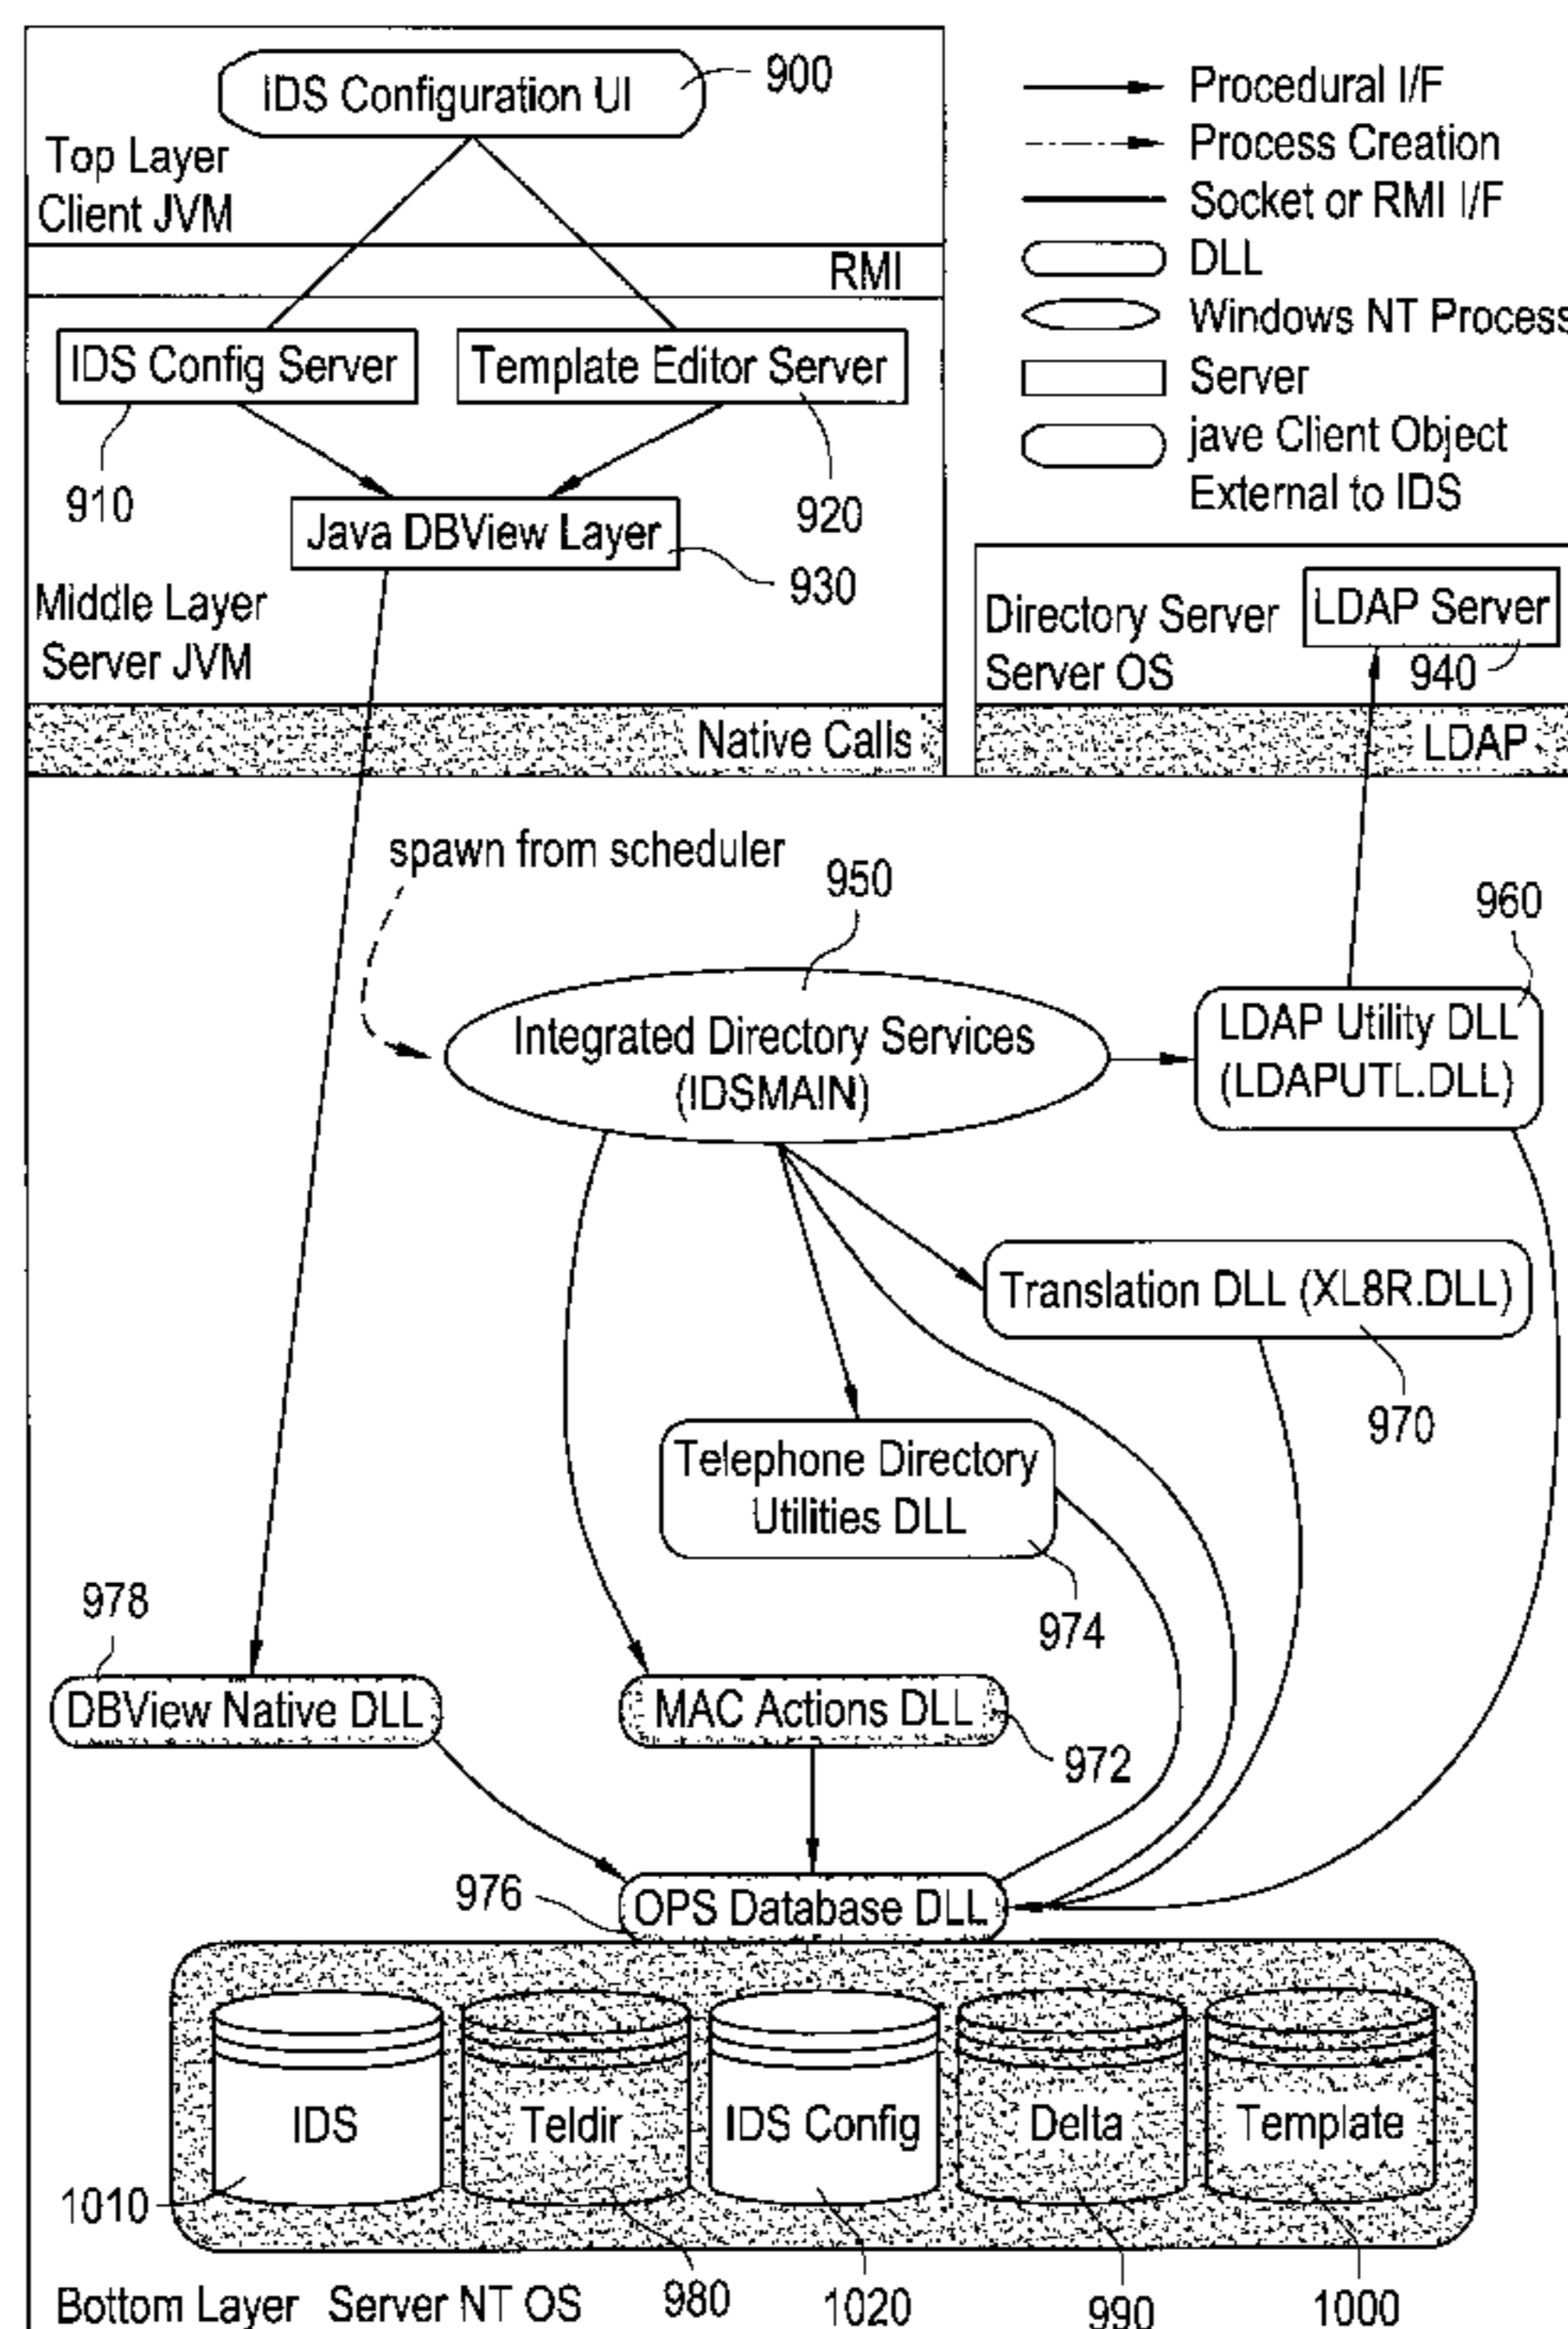 IDS Configuration UI
900
Top Layer
Client JVM
RMI
IDS Config Server
Template Editor Server
910
920
Java DBView Layer
930
Middle Layer
Server JVM
Native Calls
Procedural I/F
Process Creation
Socket or RMI I/F
DLL
Windows NT Process
Server
jave Client Object
External to IDS
Directory Server
Server OS
LDAP Server
940
LDAP
spawn from scheduler
950
960
Integrated Directory Services
(IDSMAIN)
LDAP Utility DLL
(LDAPUTL.DLL)
Translation DLL (XL8R.DLL)
970
Telephone Directory
Utilities DLL
974
978
DBView Native DLL
MAC Actions DLL
972
976
OPS Database DLL
IDS
Teldir
IDS Config
Delta
Template
1010
980
1020
990
1000
Bottom Layer Server NT OS